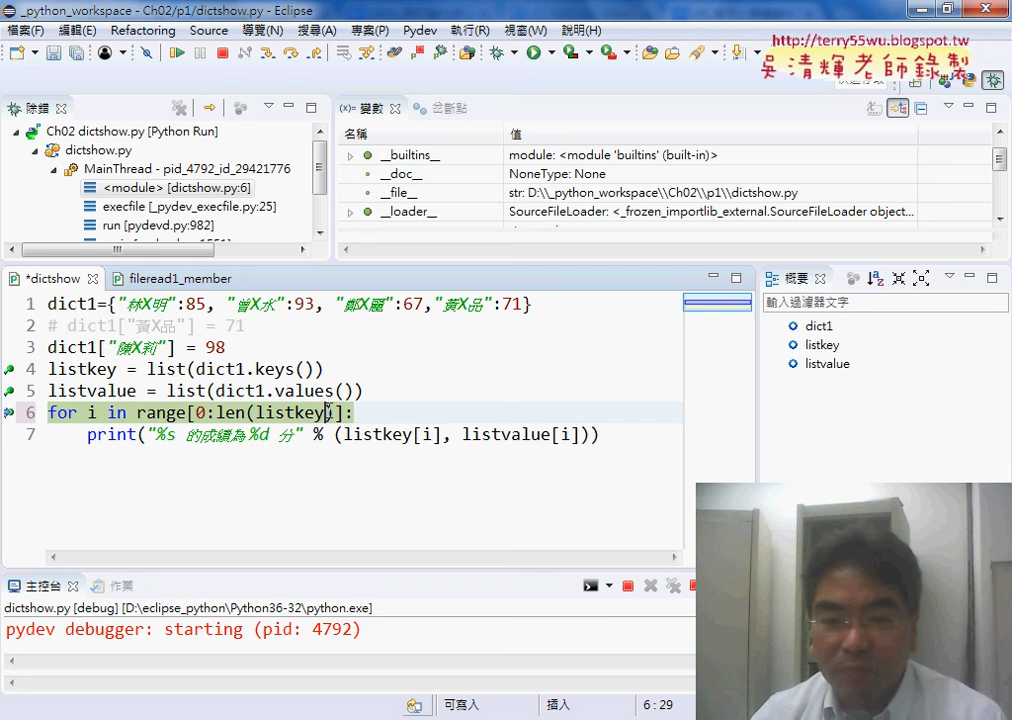 _python_workspace - Ch02/p1/dictshow.py - Eclipse
檔案(F) 編輯(E) Refactoring Source 導覽(N) 搜尋(A) 專案(P) Pydev 執行(R) 視窗(W) 說明(H)
http://terry55wu.blogspot.tw
吳清輝老師錄製
除錯
Ch02 dictshow.py [Python Run]
dictshow.py
MainThread - pid_4792_id_29421776
<module> [dictshow.py:6]
execfile [_pydev_execfile.py:25]
run [pydevd.py:982]
變數 岔斷點
名稱 值
__builtins__ module: <module 'builtins' (built-in)>
__doc__ NoneType: None
__file__ str: D:\\_python_workspace\\Ch02\\p1\\dictshow.py
__loader__ SourceFileLoader: <_frozen_importlib_external.SourceFileLoader object...
*dictshow fileread1_member
1 dict1={"林X明":85, "曾X水":93, "鄭X麗":67,"黃X品":71}
2 # dict1["黃X品"] = 71
3 dict1["陳X莉"] = 98
4 listkey = list(dict1.keys())
5 listvalue = list(dict1.values())
6 for i in range[0:len(listkey)]:
7 print("%s 的成績為%d 分" % (listkey[i], listvalue[i]))
概要
輸入過濾器文字
dict1
listkey
listvalue
主控台 作業
dictshow.py [debug] [D:\eclipse_python\Python36-32\python.exe]
pydev debugger: starting (pid: 4792)
可寫入 插入 6:29